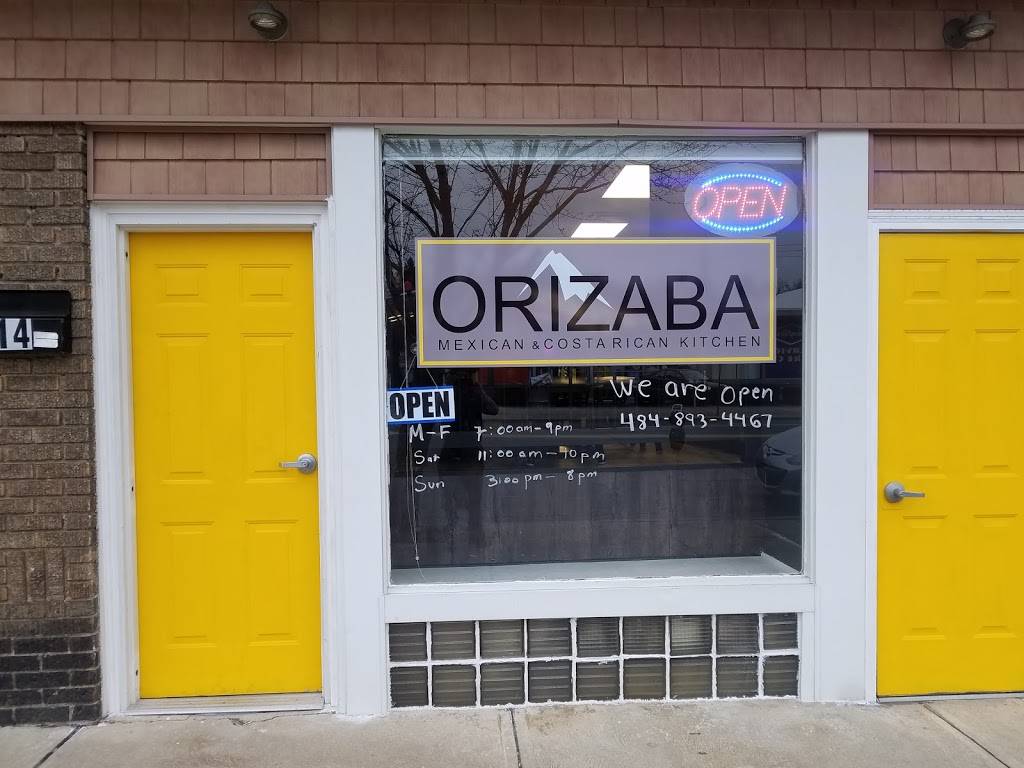 OPEN
ORIZABA
MEXICAN & COSTA RICAN KITCHEN
14
OPEN
We are open
484-893-4467
M-F 7:00am-9pm
Sat 11:00am-10pm
Sun 3:00pm-8pm